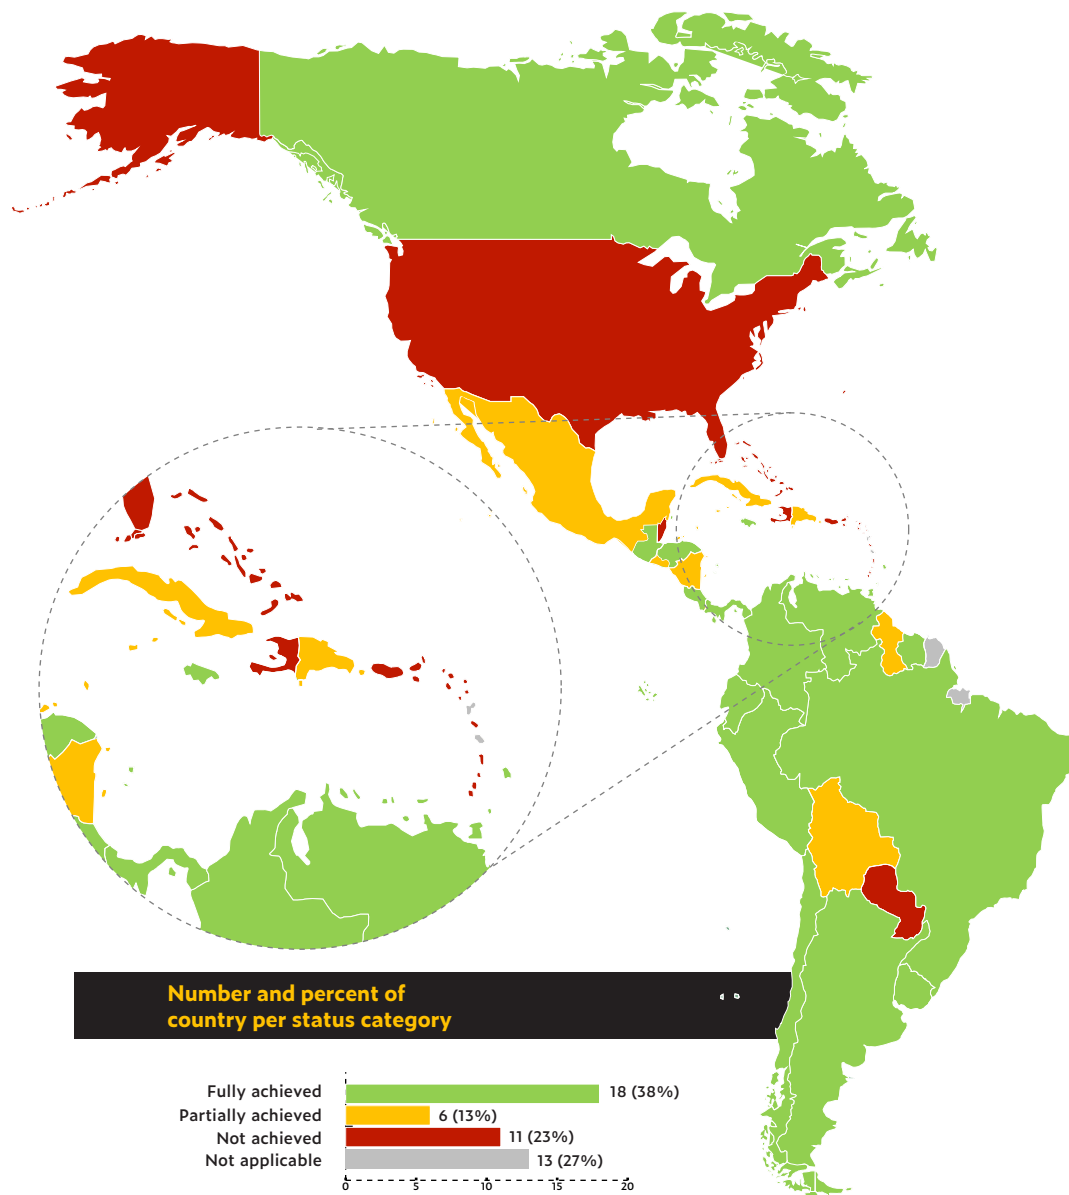 Number and percent of
country per status category
Fully achieved 18 (38%)
Partially achieved 6 (13%)
Not achieved 11 (23%)
Not applicable 13 (27%)
0 5 10 15 20